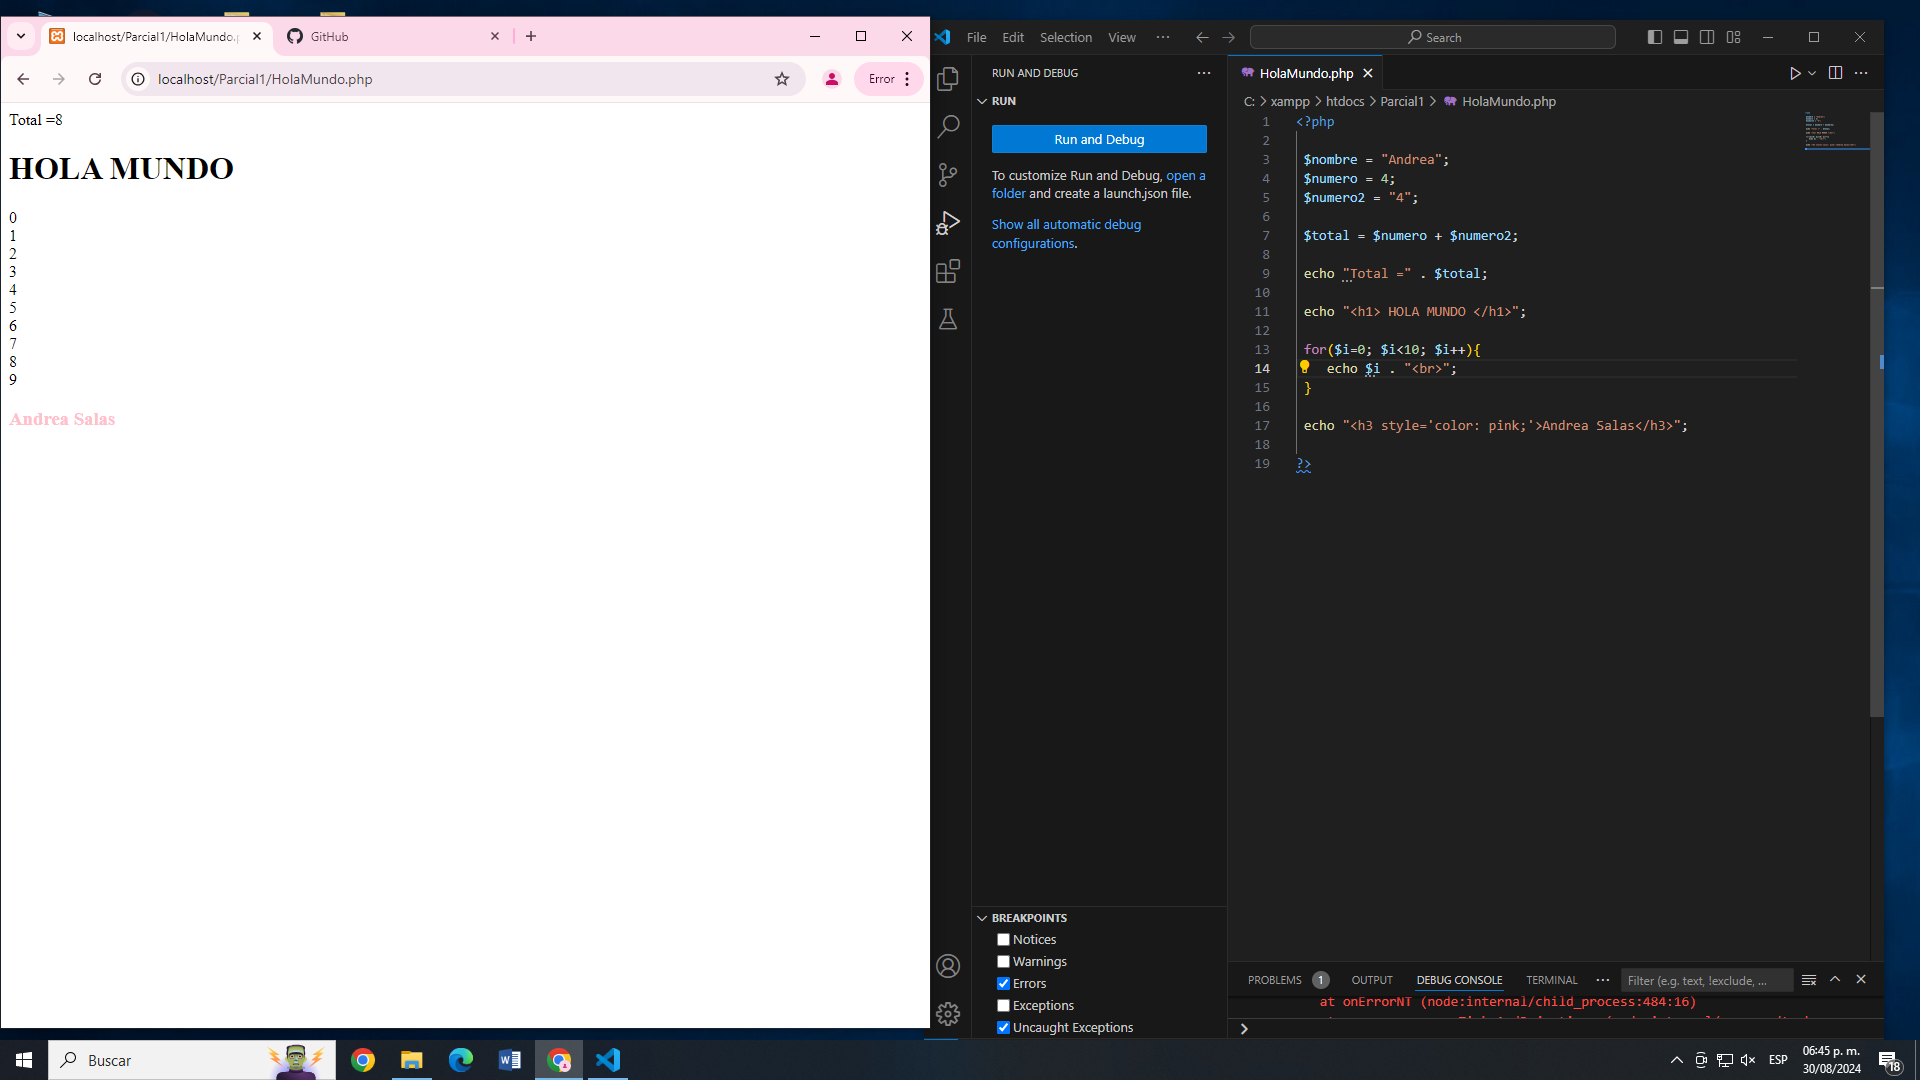 localhost/Parcial1/HolaMundo.p
GitHub
localhost/Parcial1/HolaMundo.php
Error
Total =8
HOLA MUNDO
0
1
2
3
4
5
6
7
8
9
Andrea Salas
File Edit Selection View ···
Search
RUN AND DEBUG ···
RUN
Run and Debug
To customize Run and Debug, open a
folder and create a launch.json file.
Show all automatic debug
configurations.
BREAKPOINTS
Notices
Warnings
Errors
Exceptions
Uncaught Exceptions
HolaMundo.php
C: > xampp > htdocs > Parcial1 > HolaMundo.php
1 <?php
2
3 $nombre = "Andrea";
4 $numero = 4;
5 $numero2 = "4";
6
7 $total = $numero + $numero2;
8
9 echo "Total =" . $total;
10
11 echo "<h1> HOLA MUNDO </h1>";
12
13 for($i=0; $i<10; $i++){
14 echo $i . "<br>";
15 }
16
17 echo "<h3 style='color: pink;'>Andrea Salas</h3>";
18
19 ?>
PROBLEMS 1 OUTPUT DEBUG CONSOLE TERMINAL ··· Filter (e.g. text, !exclude, ...
at onErrorNT (node:internal/child_process:484:16)
Buscar
ESP
06:45 p. m.
30/08/2024
18